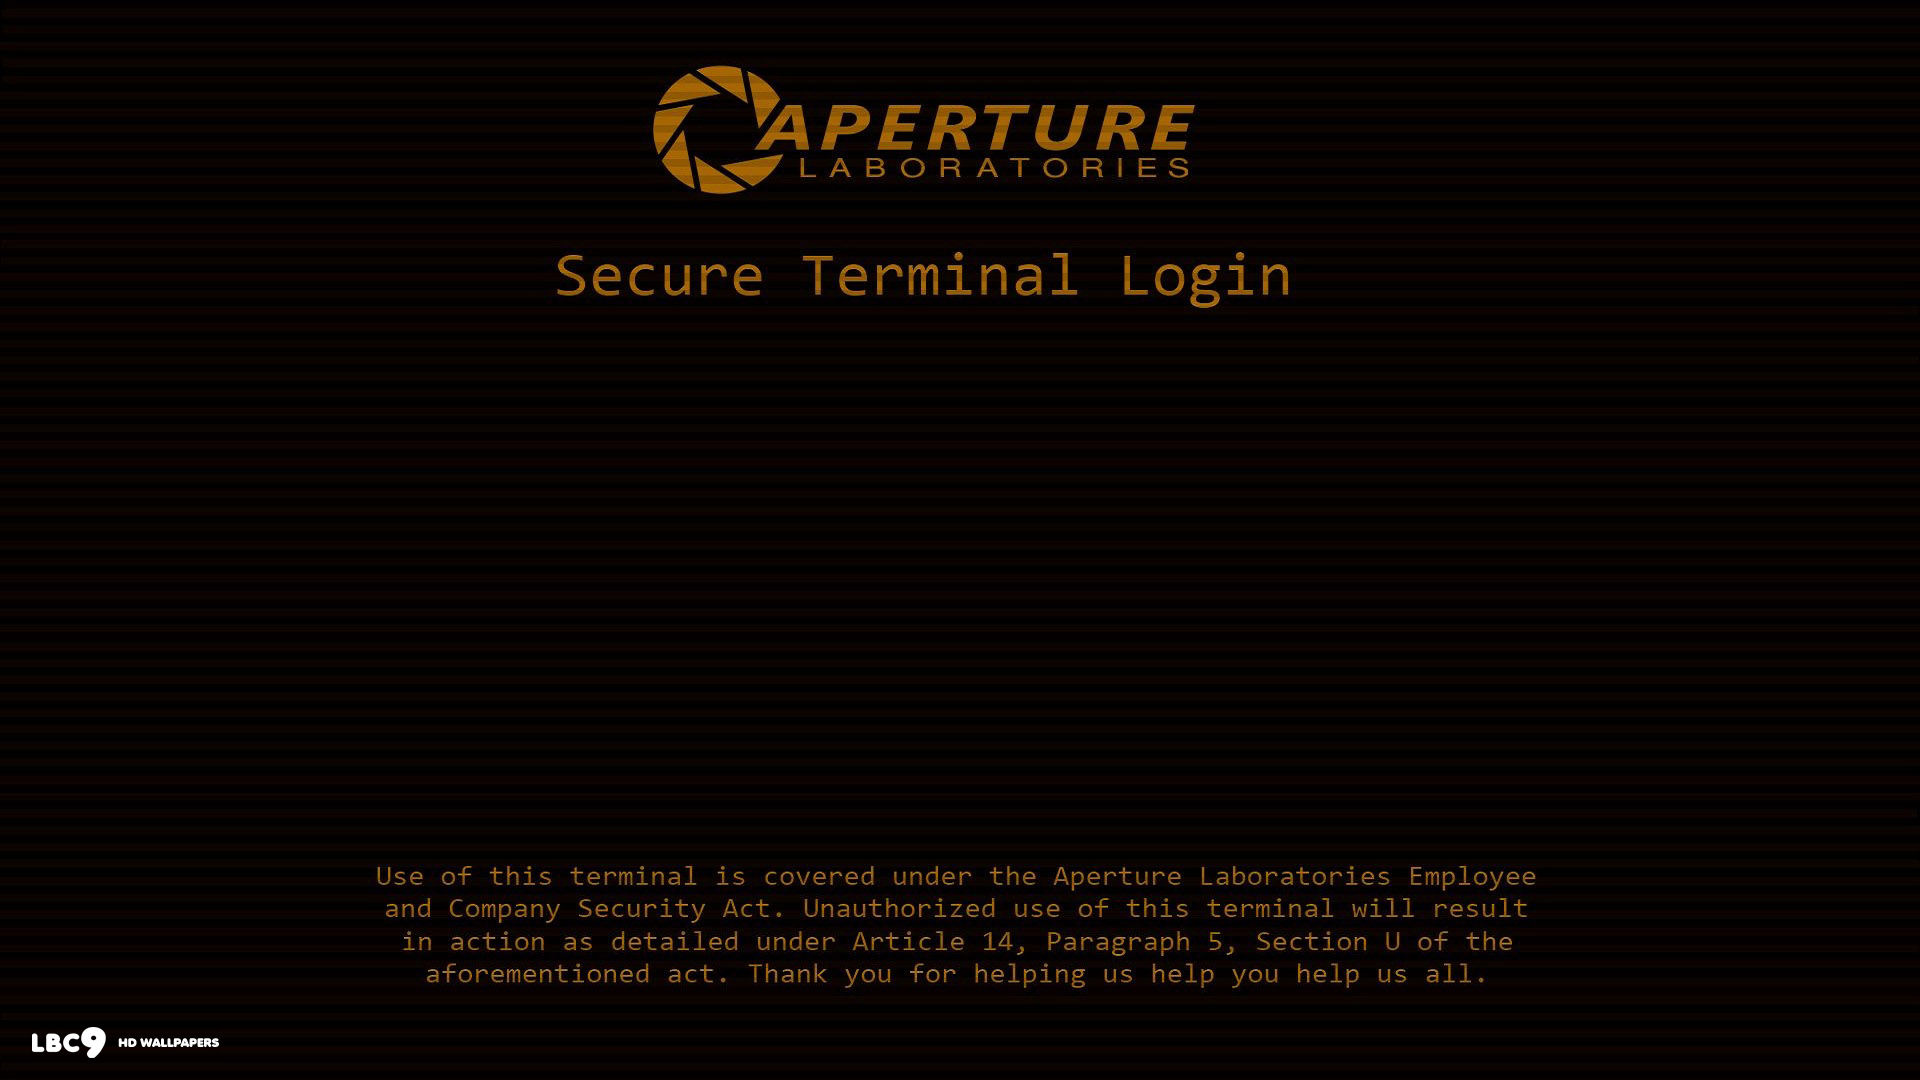 APERTURE
LABORATORIES
Secure Terminal Login
Use of this terminal is covered under the Aperture Laboratories Employee
and Company Security Act. Unauthorized use of this terminal will result
in action as detailed under Article 14, Paragraph 5, Section U of the
aforementioned act. Thank you for helping us help you help us all.
LBC9 HD WALLPAPERS